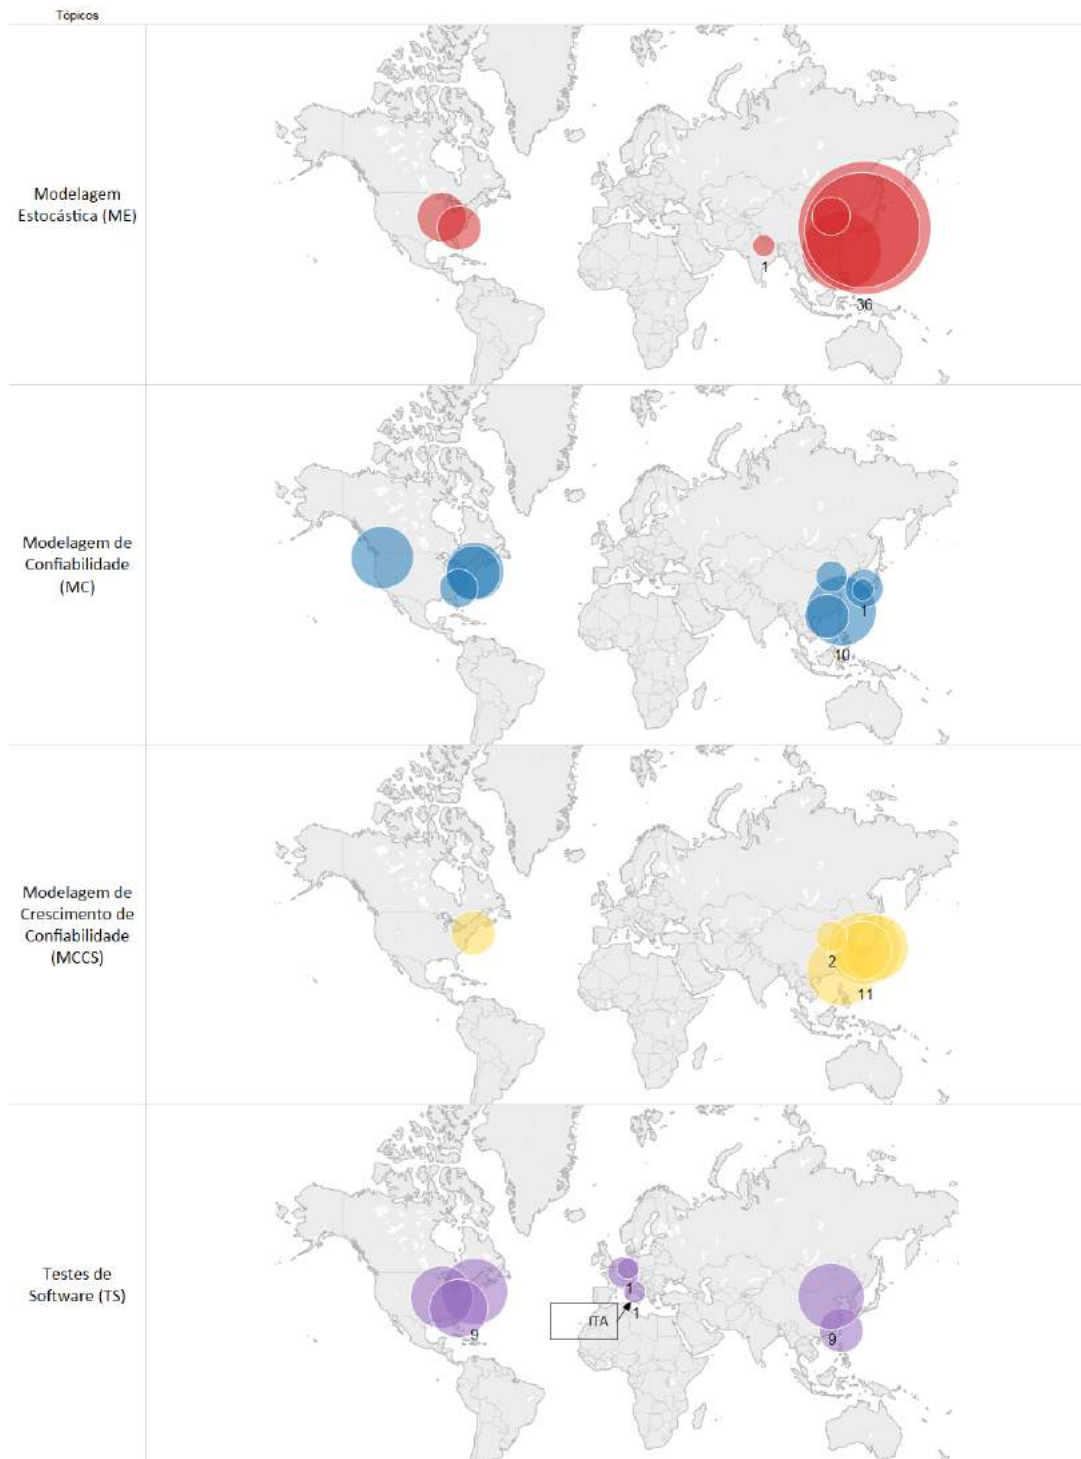 Tópicos
Modelagem
Estocástica (ME)
1
36
Modelagem de
Confiabilidade
(MC)
1
10
Modelagem de
Crescimento de
Confiabilidade
(MCCS)
2
11
Testes de
Software (TS)
1
ITA
1
9
9